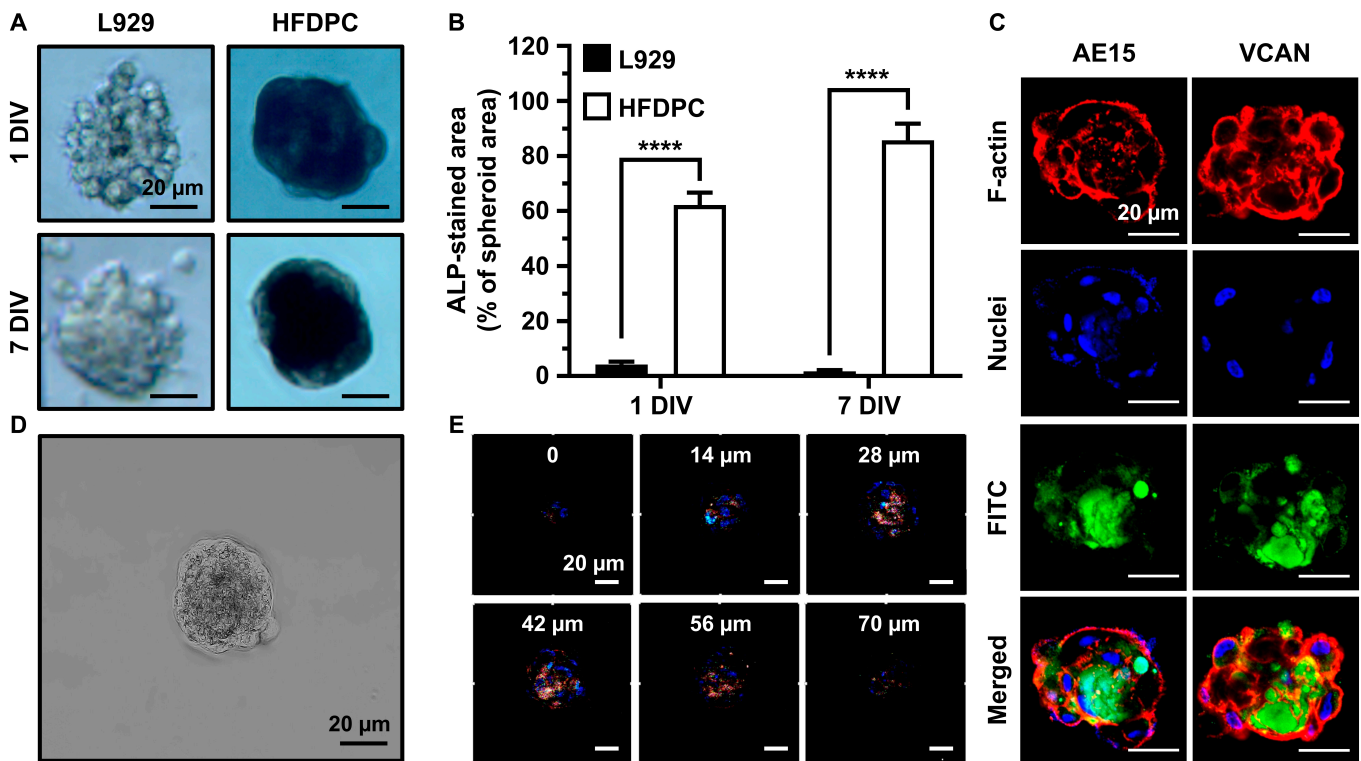 A
L929
HFDPC
1 DIV
20 µm
7 DIV
B
ALP-stained area
(% of spheroid area)
120
100
80
60
40
20
0
L929
HFDPC
****
****
1 DIV
7 DIV
C
AE15
VCAN
F-actin
20 µm
Nuclei
FITC
Merged
D
20 µm
E
0
14 µm
28 µm
20 µm
42 µm
56 µm
70 µm